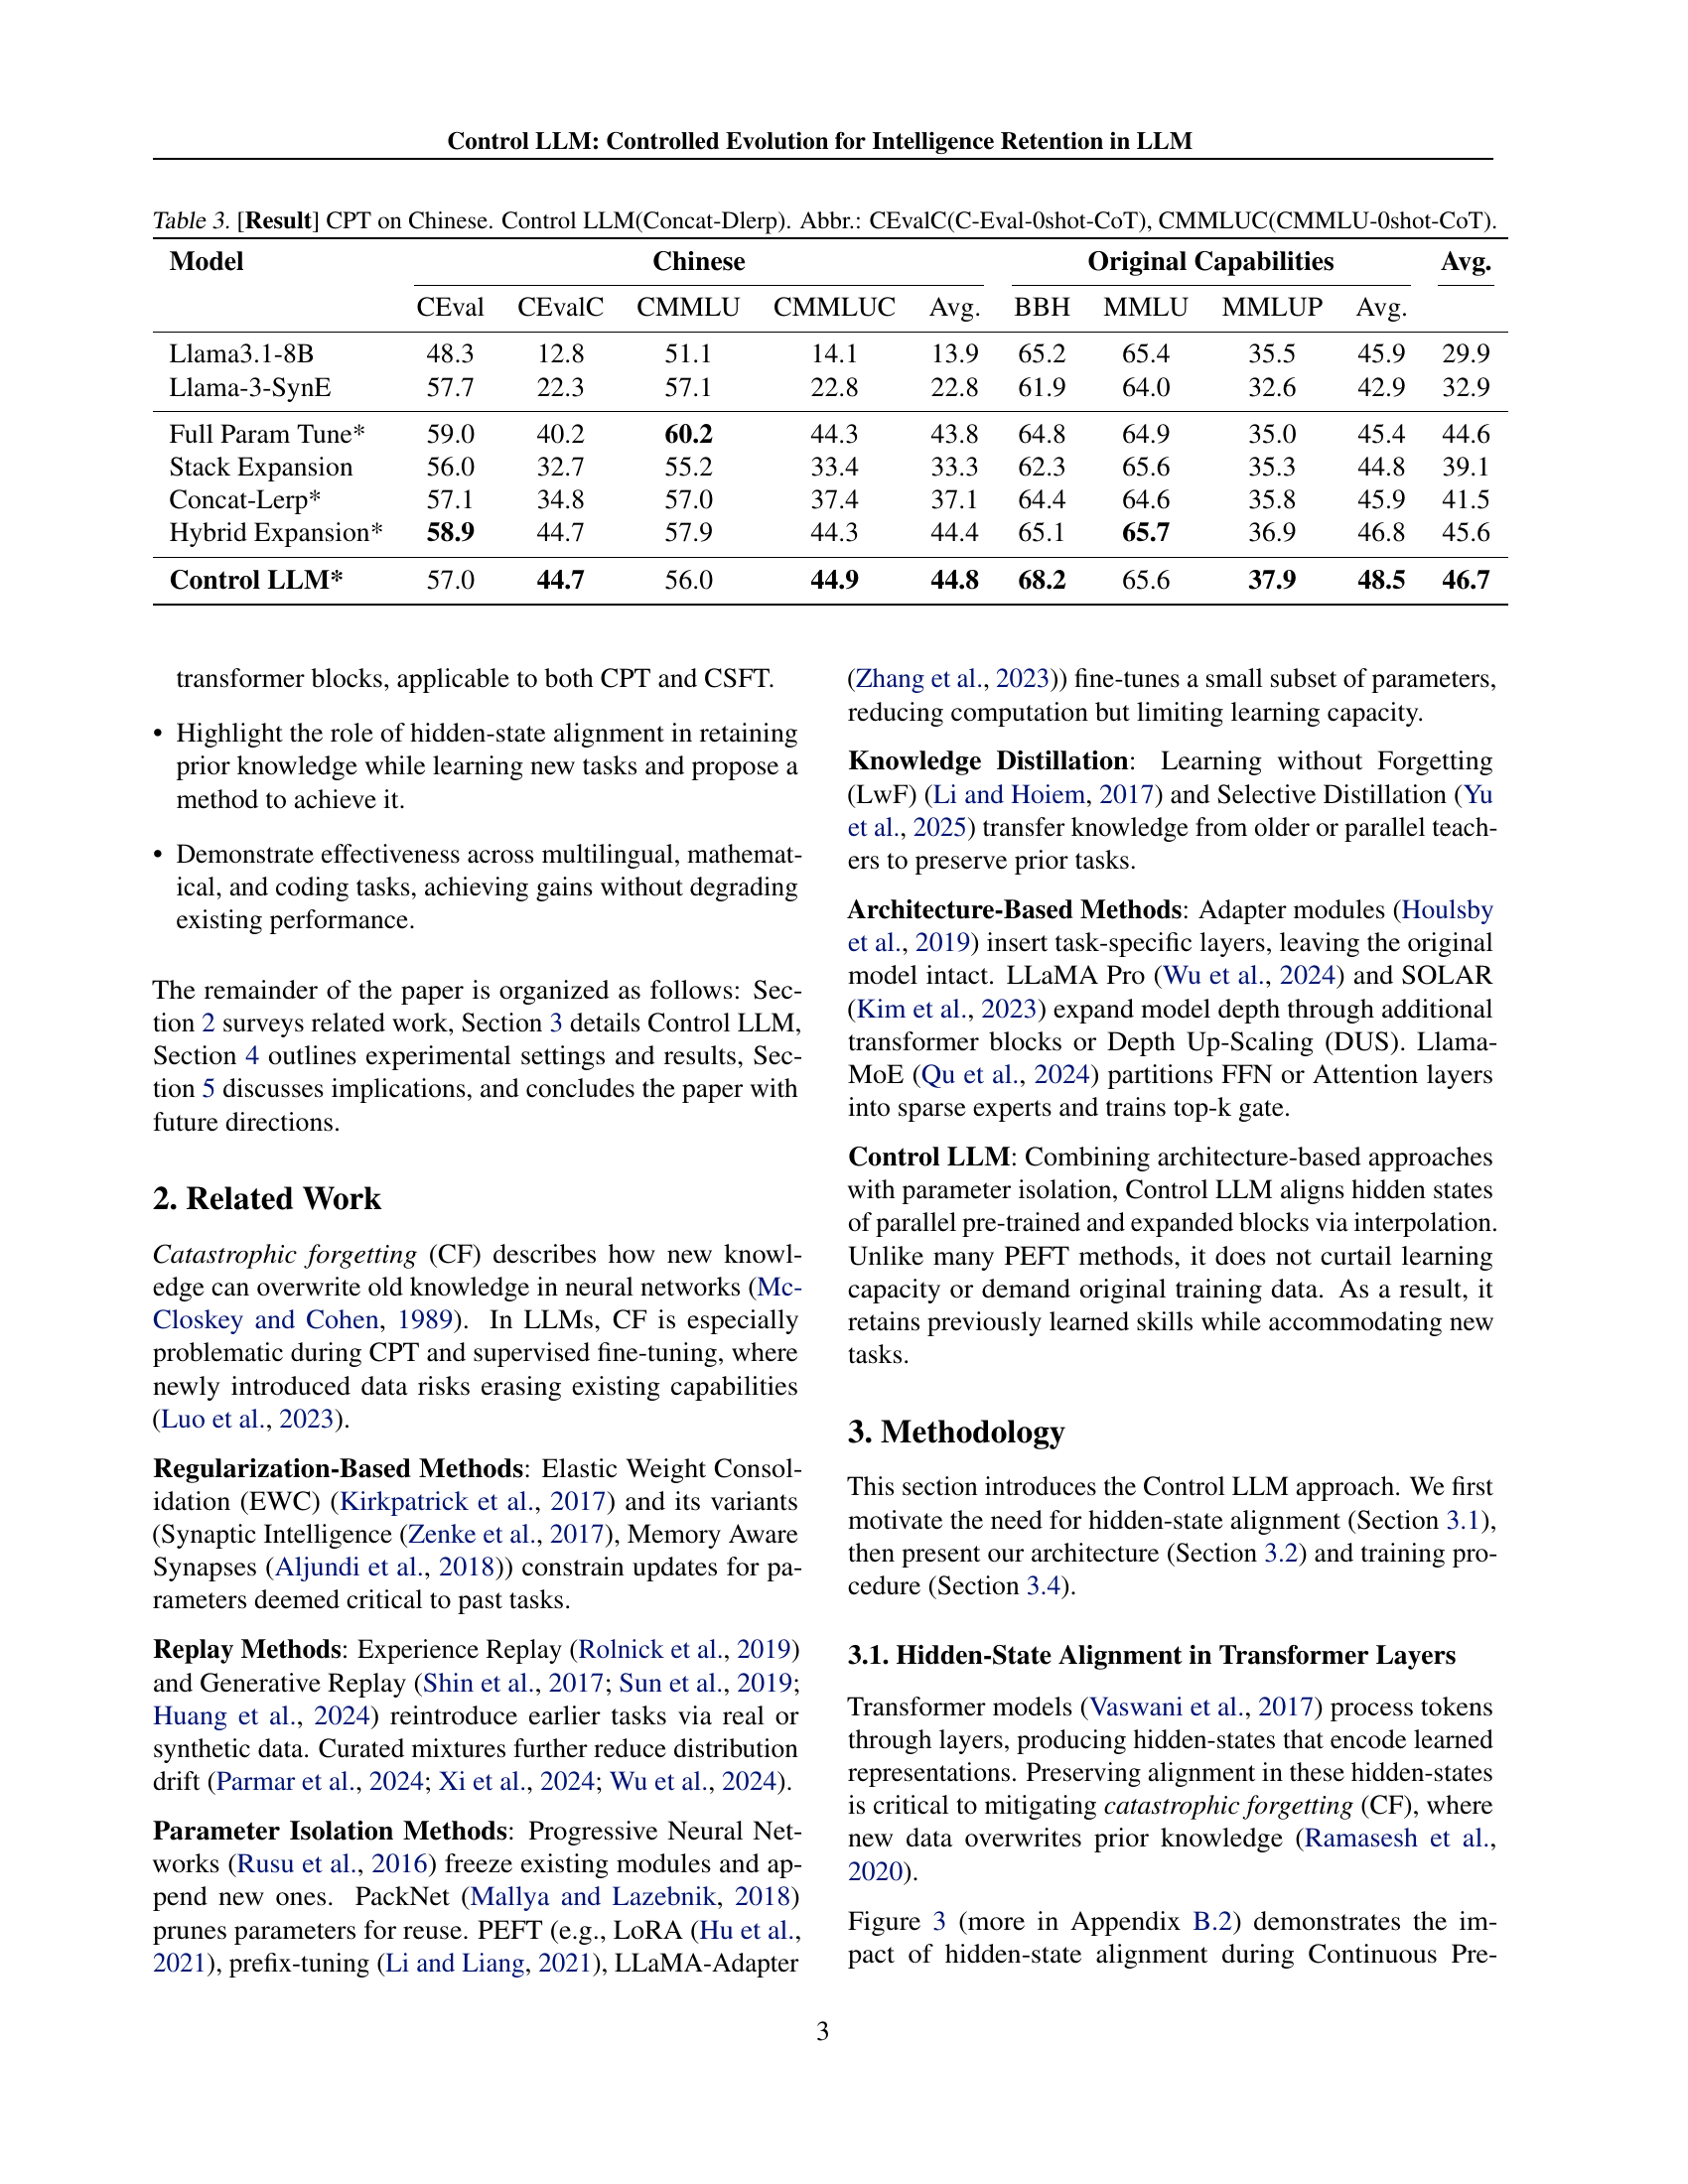 Control LLM: Controlled Evolution for Intelligence Retention in LLM
Table 3. [Result] CPT on Chinese. Control LLM(Concat-Dlerp). Abbr.: CEvalC(C-Eval-0shot-CoT), CMMLUC(CMMLU-0shot-CoT).
Model Chinese Original Capabilities Avg.
CEval CEvalC CMMLU CMMLUC Avg. BBH MMLU MMLUP Avg.
Llama3.1-8B 48.3 12.8 51.1 14.1 13.9 65.2 65.4 35.5 45.9 29.9
Llama-3-SynE 57.7 22.3 57.1 22.8 22.8 61.9 64.0 32.6 42.9 32.9
Full Param Tune* 59.0 40.2 60.2 44.3 43.8 64.8 64.9 35.0 45.4 44.6
Stack Expansion 56.0 32.7 55.2 33.4 33.3 62.3 65.6 35.3 44.8 39.1
Concat-Lerp* 57.1 34.8 57.0 37.4 37.1 64.4 64.6 35.8 45.9 41.5
Hybrid Expansion* 58.9 44.7 57.9 44.3 44.4 65.1 65.7 36.9 46.8 45.6
Control LLM* 57.0 44.7 56.0 44.9 44.8 68.2 65.6 37.9 48.5 46.7
transformer blocks, applicable to both CPT and CSFT.
• Highlight the role of hidden-state alignment in retaining
prior knowledge while learning new tasks and propose a
method to achieve it.
• Demonstrate effectiveness across multilingual, mathemat-
ical, and coding tasks, achieving gains without degrading
existing performance.
The remainder of the paper is organized as follows: Sec-
tion 2 surveys related work, Section 3 details Control LLM,
Section 4 outlines experimental settings and results, Sec-
tion 5 discusses implications, and concludes the paper with
future directions.
2. Related Work
Catastrophic forgetting (CF) describes how new knowl-
edge can overwrite old knowledge in neural networks (Mc-
Closkey and Cohen, 1989). In LLMs, CF is especially
problematic during CPT and supervised fine-tuning, where
newly introduced data risks erasing existing capabilities
(Luo et al., 2023).
Regularization-Based Methods: Elastic Weight Consol-
idation (EWC) (Kirkpatrick et al., 2017) and its variants
(Synaptic Intelligence (Zenke et al., 2017), Memory Aware
Synapses (Aljundi et al., 2018)) constrain updates for pa-
rameters deemed critical to past tasks.
Replay Methods: Experience Replay (Rolnick et al., 2019)
and Generative Replay (Shin et al., 2017; Sun et al., 2019;
Huang et al., 2024) reintroduce earlier tasks via real or
synthetic data. Curated mixtures further reduce distribution
drift (Parmar et al., 2024; Xi et al., 2024; Wu et al., 2024).
Parameter Isolation Methods: Progressive Neural Net-
works (Rusu et al., 2016) freeze existing modules and ap-
pend new ones. PackNet (Mallya and Lazebnik, 2018)
prunes parameters for reuse. PEFT (e.g., LoRA (Hu et al.,
2021), prefix-tuning (Li and Liang, 2021), LLaMA-Adapter
(Zhang et al., 2023)) fine-tunes a small subset of parameters,
reducing computation but limiting learning capacity.
Knowledge Distillation: Learning without Forgetting
(LwF) (Li and Hoiem, 2017) and Selective Distillation (Yu
et al., 2025) transfer knowledge from older or parallel teach-
ers to preserve prior tasks.
Architecture-Based Methods: Adapter modules (Houlsby
et al., 2019) insert task-specific layers, leaving the original
model intact. LLaMA Pro (Wu et al., 2024) and SOLAR
(Kim et al., 2023) expand model depth through additional
transformer blocks or Depth Up-Scaling (DUS). Llama-
MoE (Qu et al., 2024) partitions FFN or Attention layers
into sparse experts and trains top-k gate.
Control LLM: Combining architecture-based approaches
with parameter isolation, Control LLM aligns hidden states
of parallel pre-trained and expanded blocks via interpolation.
Unlike many PEFT methods, it does not curtail learning
capacity or demand original training data. As a result, it
retains previously learned skills while accommodating new
tasks.
3. Methodology
This section introduces the Control LLM approach. We first
motivate the need for hidden-state alignment (Section 3.1),
then present our architecture (Section 3.2) and training pro-
cedure (Section 3.4).
3.1. Hidden-State Alignment in Transformer Layers
Transformer models (Vaswani et al., 2017) process tokens
through layers, producing hidden-states that encode learned
representations. Preserving alignment in these hidden-states
is critical to mitigating catastrophic forgetting (CF), where
new data overwrites prior knowledge (Ramasesh et al.,
2020).
Figure 3 (more in Appendix B.2) demonstrates the im-
pact of hidden-state alignment during Continuous Pre-
3